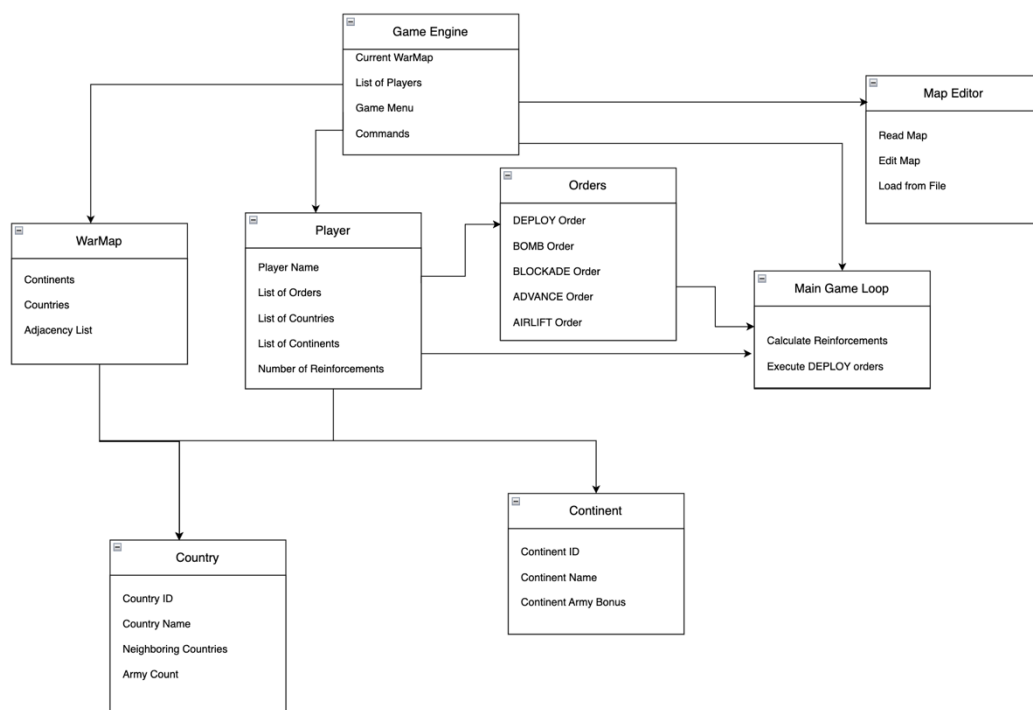 Game Engine
Current WarMap
List of Players
Game Menu
Commands
Map Editor
Read Map
Edit Map
Load from File
Orders
DEPLOY Order
BOMB Order
BLOCKADE Order
ADVANCE Order
AIRLIFT Order
WarMap
Continents
Countries
Adjacency List
Player
Player Name
List of Orders
List of Countries
List of Continents
Number of Reinforcements
Main Game Loop
Calculate Reinforcements
Execute DEPLOY orders
Country
Country ID
Country Name
Neighboring Countries
Army Count
Continent
Continent ID
Continent Name
Continent Army Bonus